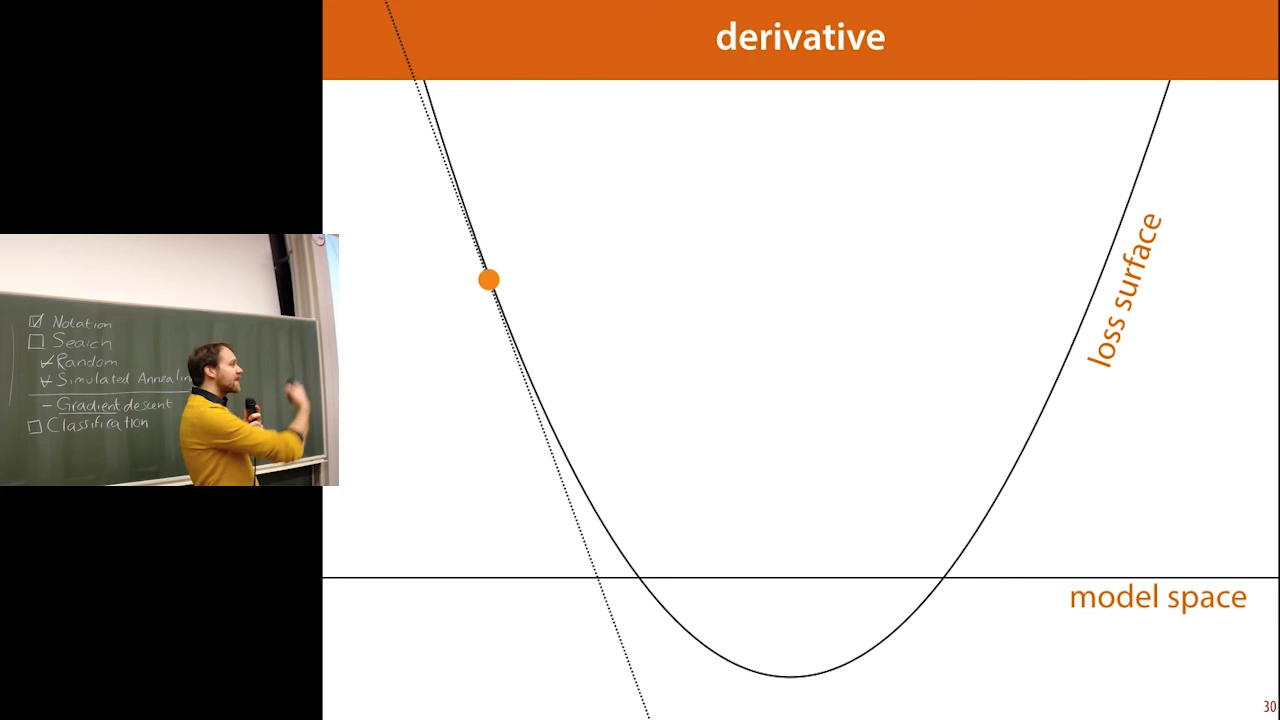 derivative
loss surface
model space
30
Notation
Search
Random
Simulated Annealin
- Gradient descent
Classification